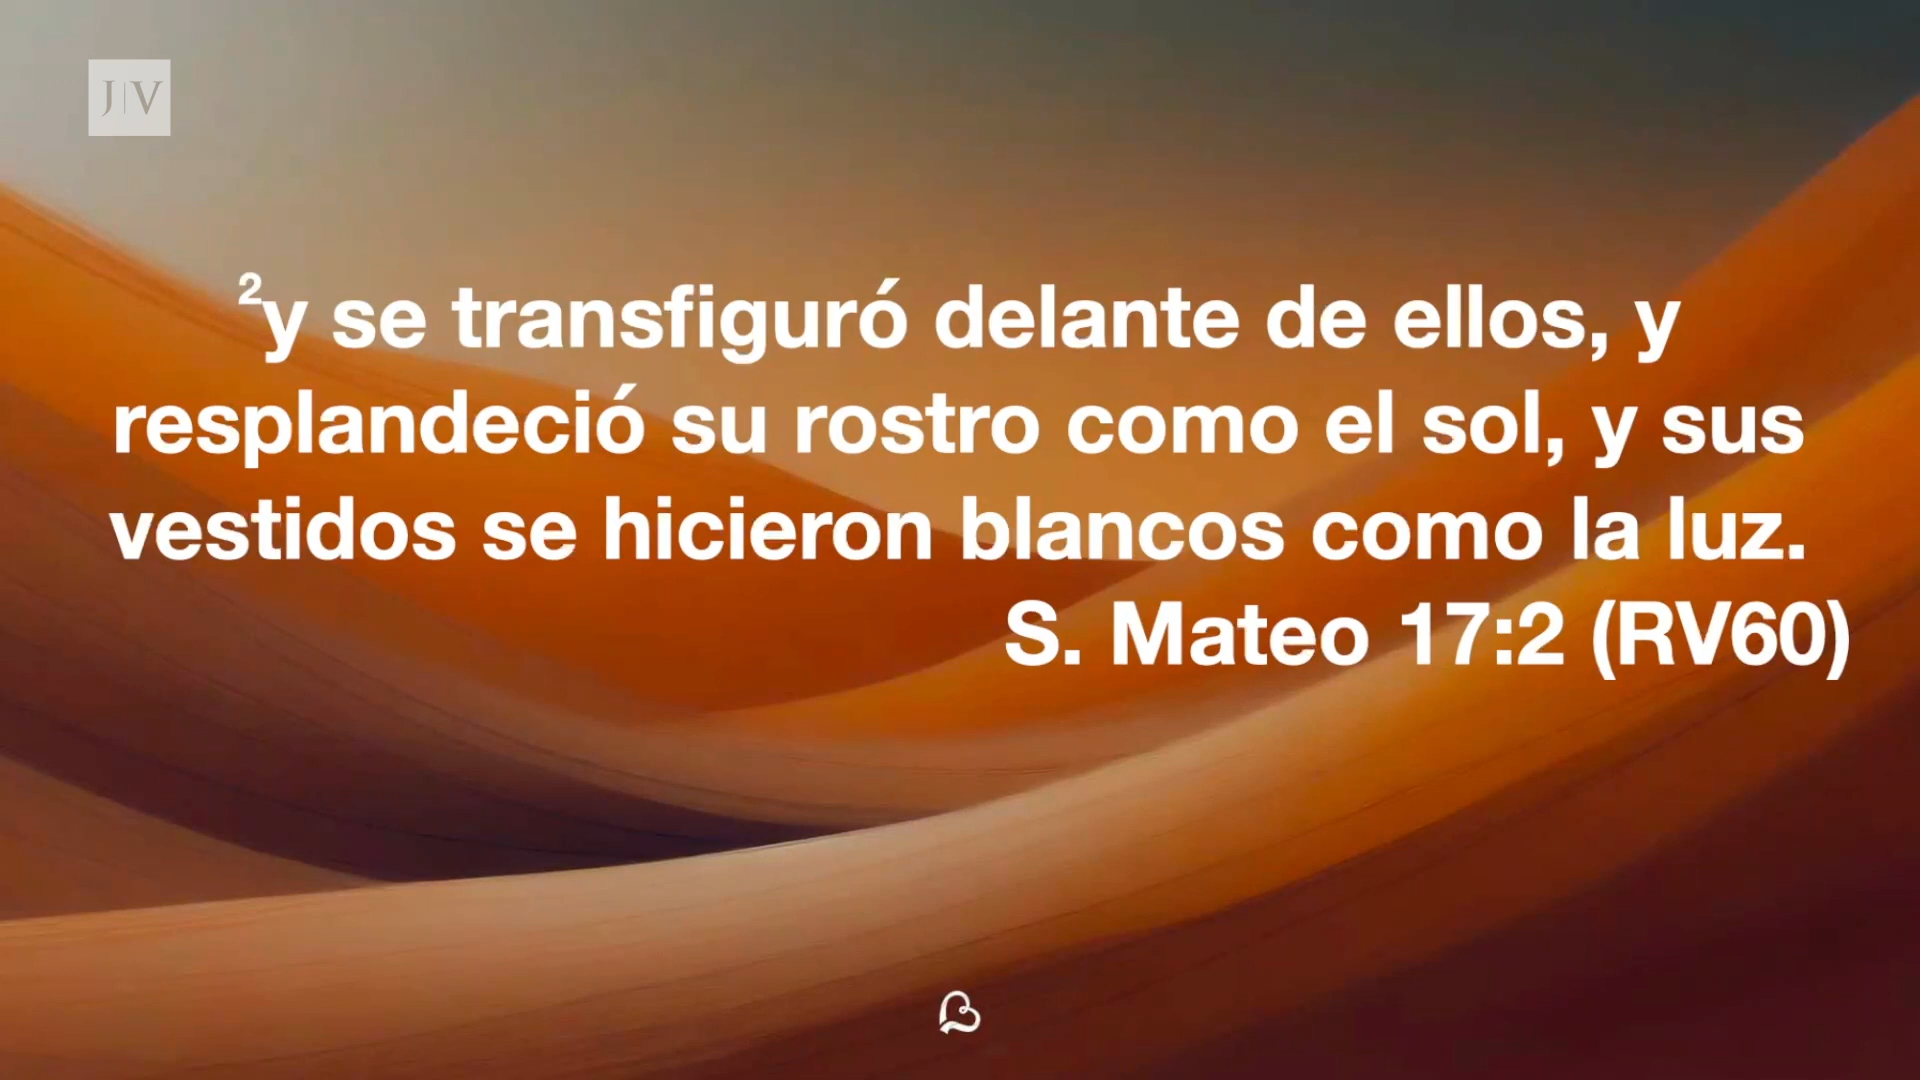 J|V
²y se transfiguró delante de ellos, y
resplandeció su rostro como el sol, y sus
vestidos se hicieron blancos como la luz.
S. Mateo 17:2 (RV60)